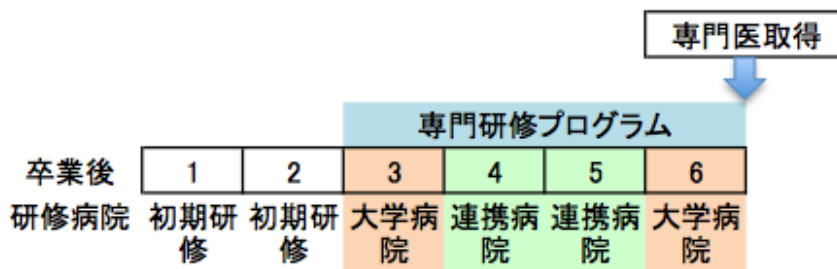 専門医取得
専門研修プログラム
卒業後 1 2 3 4 5 6
研修病院 初期研修 初期研修 大学病院 連携病院 連携病院 大学病院